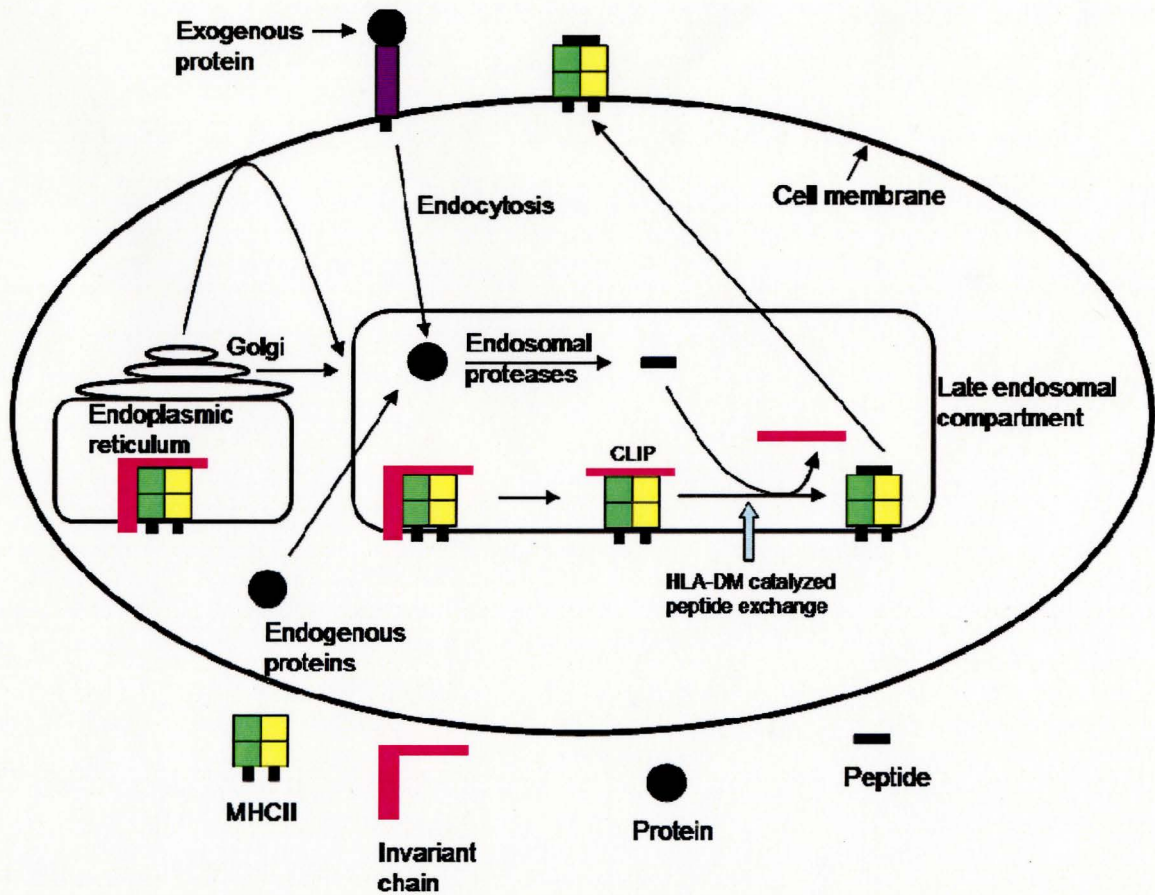 Exogenous
protein
Endocytosis
Cell membrane
Golgi
Endosomal
proteases
Late endosomal
compartment
Endoplasmic
reticulum
CLIP
HLA-DM catalyzed
peptide exchange
Endogenous
proteins
MHCII
Invariant
chain
Protein
Peptide